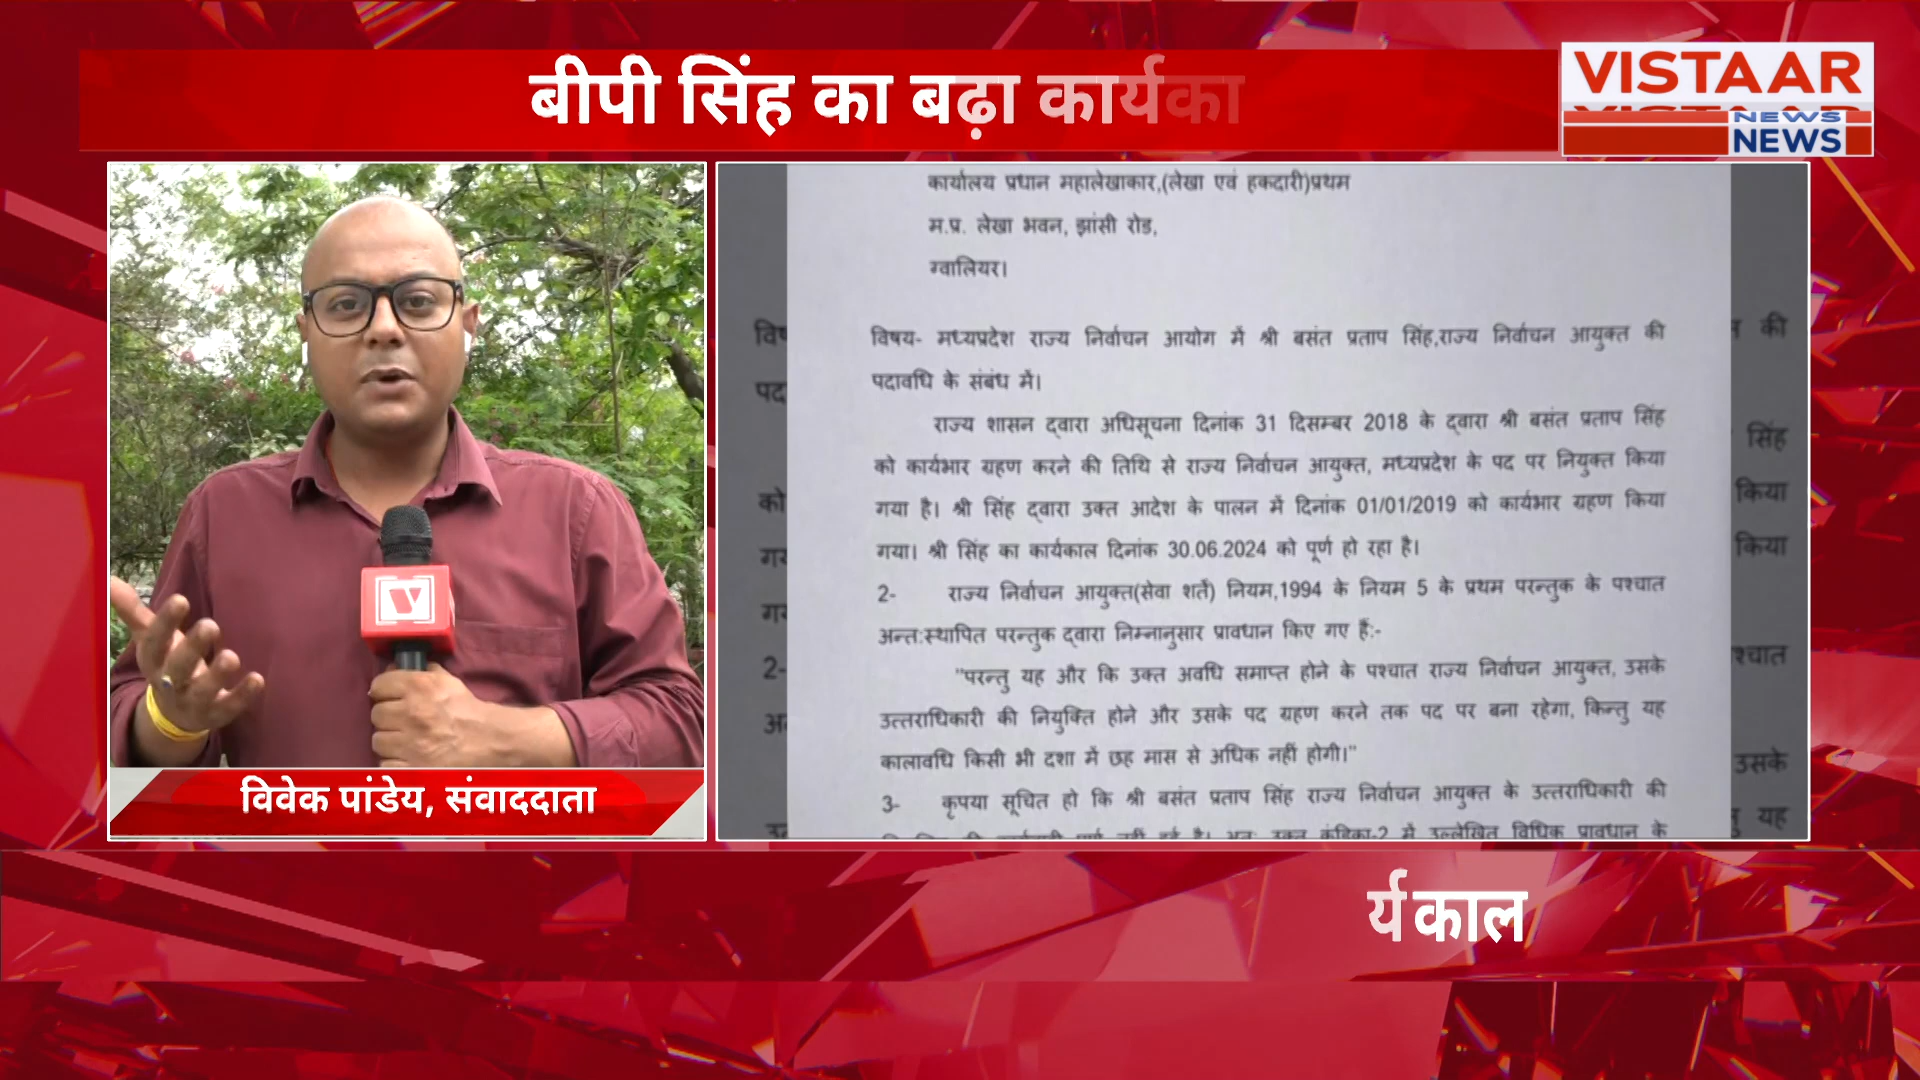 बीपी सिंह का बढ़ा कार्यका
VISTAAR
NEWS
NEWS
कार्यालय प्रधान महालेखाकार,(लेखा एवं हकदारी)प्रथम
म.प्र. लेखा भवन, झांसी रोड,
ग्वालियर।
विषय- मध्यप्रदेश राज्य निर्वाचन आयोग में श्री बसंत प्रताप सिंह,राज्य निर्वाचन आयुक्त की
पदावधि के संबंध में।
राज्य शासन द्वारा अधिसूचना दिनांक 31 दिसम्बर 2018 के द्वारा श्री बसंत प्रताप सिंह
को कार्यभार ग्रहण करने की तिथि से राज्य निर्वाचन आयुक्त, मध्यप्रदेश के पद पर नियुक्त किया
गया है। श्री सिंह द्वारा उक्त आदेश के पालन में दिनांक 01/01/2019 को कार्यभार ग्रहण किया
गया। श्री सिंह का कार्यकाल दिनांक 30.06.2024 को पूर्ण हो रहा है।
2- राज्य निर्वाचन आयुक्त(सेवा शर्ते) नियम,1994 के नियम 5 के प्रथम परन्तुक के पश्चात
अन्त:स्थापित परन्तुक द्वारा निम्नानुसार प्रावधान किए गए हैं:-
"परन्तु यह और कि उक्त अवधि समाप्त होने के पश्चात राज्य निर्वाचन आयुक्त, उसके
उत्तराधिकारी की नियुक्ति होने और उसके पद ग्रहण करने तक पद पर बना रहेगा, किन्तु यह
कालावधि किसी भी दशा में छह मास से अधिक नहीं होगी।"
3- कृपया सूचित हो कि श्री बसंत प्रताप सिंह राज्य निर्वाचन आयुक्त के उत्तराधिकारी की
विवेक पांडेय, संवाददाता
र्यकाल